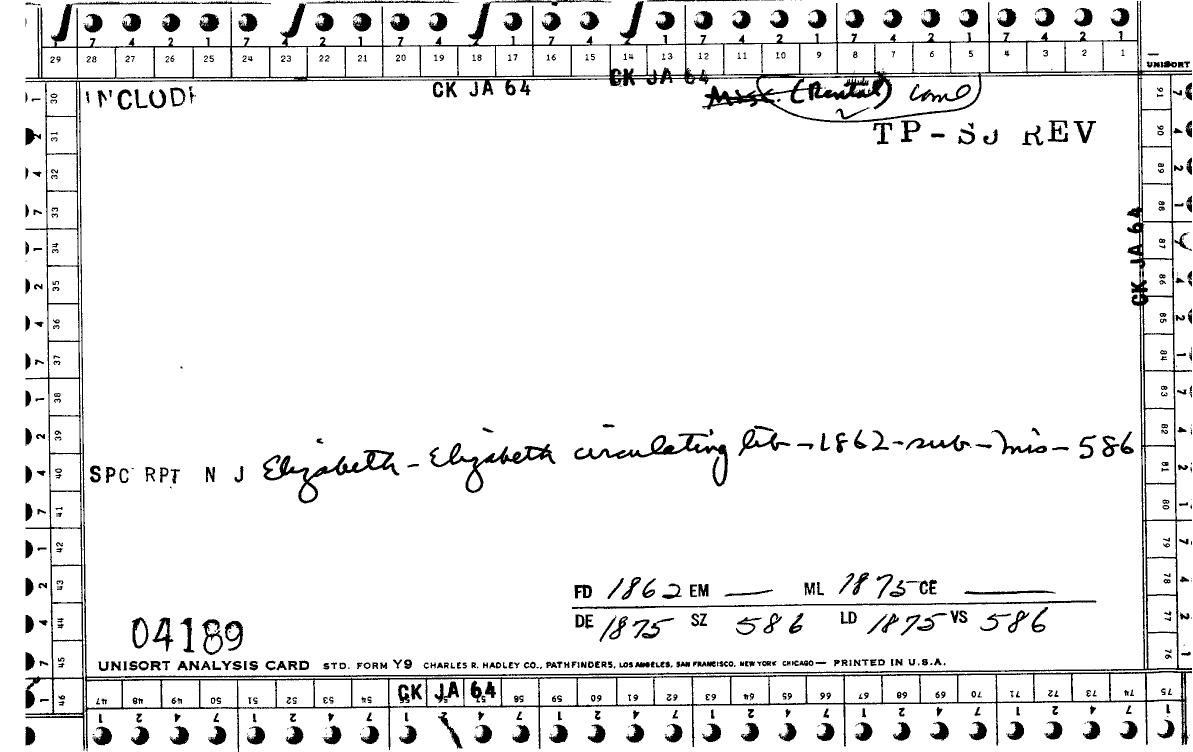 7 4 2 1 7 2 1 7 4 1 7 4 2 1 7 4 2 1 7 4 2 1 7 4 2 1
29 28 27 26 25 24 23 22 21 20 19 18 17 16 15 14 13 12 11 10 9 8 7 6 5 4 3 2 1
UNISORT
CK JA 64
INCLUDE CK JA 64 Misc. (Rental) comd
TP-SJ REV
CK JA 64
SPC RPT N J Elizabeth - Elizabeth circulating lib - 1862 - sub - mis - 586
FD 1862 EM — ML 1875 CE —
DE 1875 SZ 586 LD 1875 VS 586
04189
UNISORT ANALYSIS CARD STD. FORM Y9 CHARLES R. HADLEY CO., PATHFINDERS, LOS ANGELES, SAN FRANCISCO, NEW YORK CHICAGO — PRINTED IN U.S.A.
CK JA 64
30 31 32 33 34 35 36 37 38 39 40 41 42 43 44 45 46
47 48 49 50 51 52 53 54 58 59 60 61 62 63 64 65 66 67 68 69 70 71 72 73 74 75
76 77 78 79 80 81 82 83 84 85 86 87 88 89 90 91